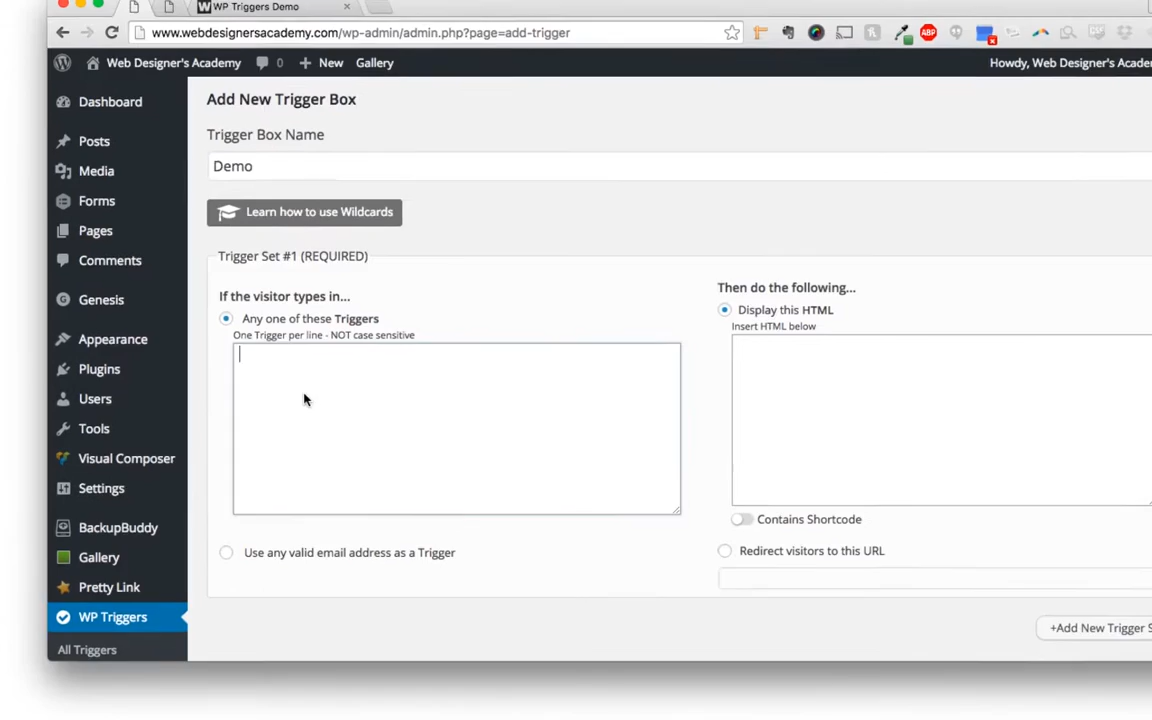 WP Triggers Demo
www.webdesignersacademy.com/wp-admin/admin.php?page=add-trigger
ABP
Web Designer's Academy 0 New Gallery
Howdy, Web Designer's Acade
Dashboard
Posts
Media
Forms
Pages
Comments
Genesis
Appearance
Plugins
Users
Tools
Visual Composer
Settings
BackupBuddy
Gallery
Pretty Link
WP Triggers
All Triggers
Add New Trigger Box
Trigger Box Name
Demo
Learn how to use Wildcards
Trigger Set #1 (REQUIRED)
If the visitor types in...
Any one of these Triggers
One Trigger per line - NOT case sensitive
Use any valid email address as a Trigger
Then do the following...
Display this HTML
Insert HTML below
Contains Shortcode
Redirect visitors to this URL
+Add New Trigger S